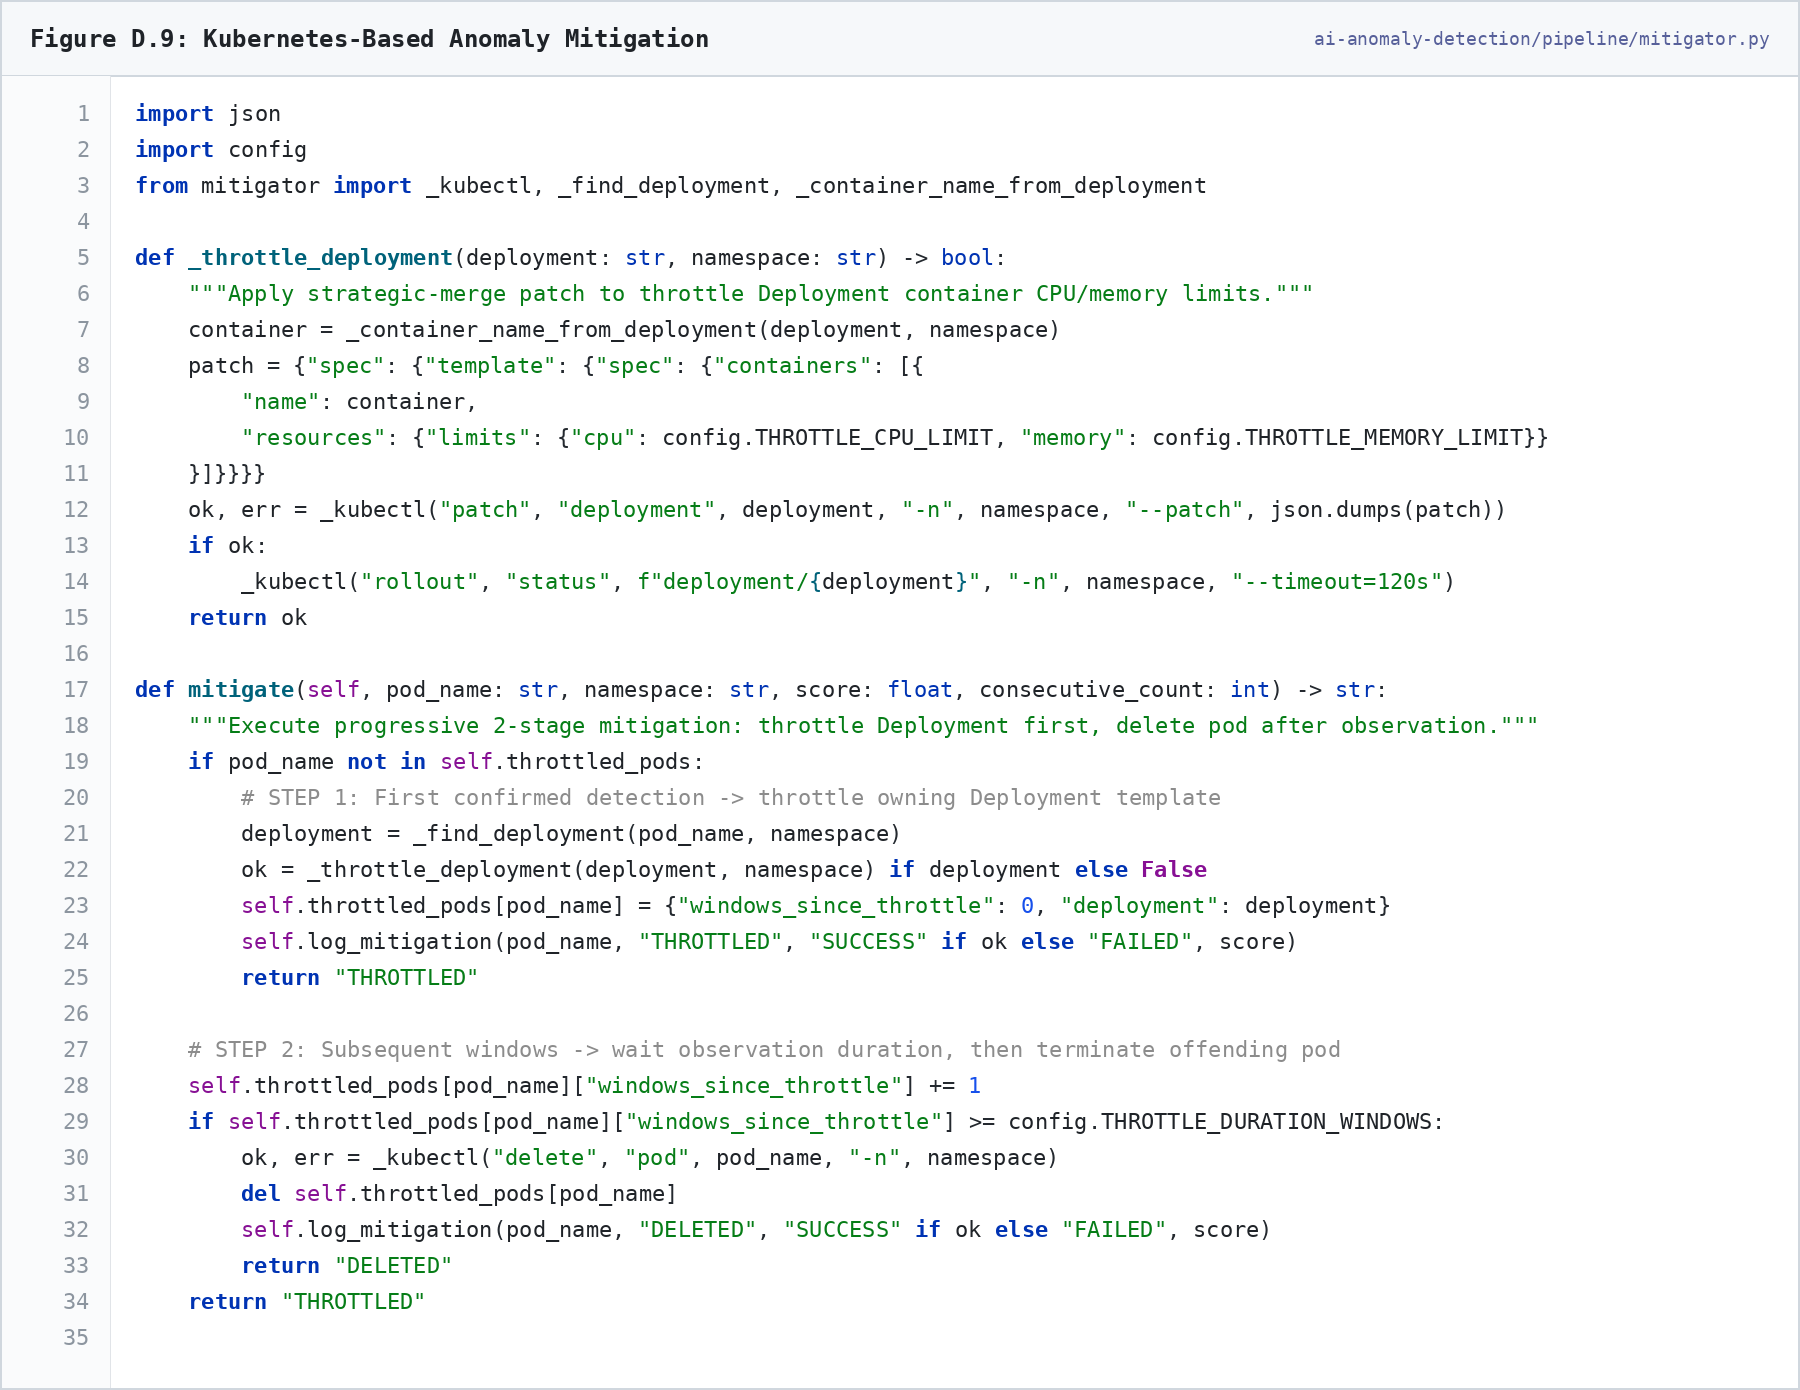 Figure D.9: Kubernetes-Based Anomaly Mitigation
ai-anomaly-detection/pipeline/mitigator.py
1 import json
2 import config
3 from mitigator import _kubectl, _find_deployment, _container_name_from_deployment
4
5 def _throttle_deployment(deployment: str, namespace: str) -> bool:
6     """Apply strategic-merge patch to throttle Deployment container CPU/memory limits."""
7     container = _container_name_from_deployment(deployment, namespace)
8     patch = {"spec": {"template": {"spec": {"containers": [{
9         "name": container,
10         "resources": {"limits": {"cpu": config.THROTTLE_CPU_LIMIT, "memory": config.THROTTLE_MEMORY_LIMIT}}
11     }]}}}}
12     ok, err = _kubectl("patch", "deployment", deployment, "-n", namespace, "--patch", json.dumps(patch))
13     if ok:
14         _kubectl("rollout", "status", f"deployment/{deployment}", "-n", namespace, "--timeout=120s")
15     return ok
16
17 def mitigate(self, pod_name: str, namespace: str, score: float, consecutive_count: int) -> str:
18     """Execute progressive 2-stage mitigation: throttle Deployment first, delete pod after observation."""
19     if pod_name not in self.throttled_pods:
20         # STEP 1: First confirmed detection -> throttle owning Deployment template
21         deployment = _find_deployment(pod_name, namespace)
22         ok = _throttle_deployment(deployment, namespace) if deployment else False
23         self.throttled_pods[pod_name] = {"windows_since_throttle": 0, "deployment": deployment}
24         self.log_mitigation(pod_name, "THROTTLED", "SUCCESS" if ok else "FAILED", score)
25         return "THROTTLED"
26
27     # STEP 2: Subsequent windows -> wait observation duration, then terminate offending pod
28     self.throttled_pods[pod_name]["windows_since_throttle"] += 1
29     if self.throttled_pods[pod_name]["windows_since_throttle"] >= config.THROTTLE_DURATION_WINDOWS:
30         ok, err = _kubectl("delete", "pod", pod_name, "-n", namespace)
31         del self.throttled_pods[pod_name]
32         self.log_mitigation(pod_name, "DELETED", "SUCCESS" if ok else "FAILED", score)
33         return "DELETED"
34     return "THROTTLED"
35